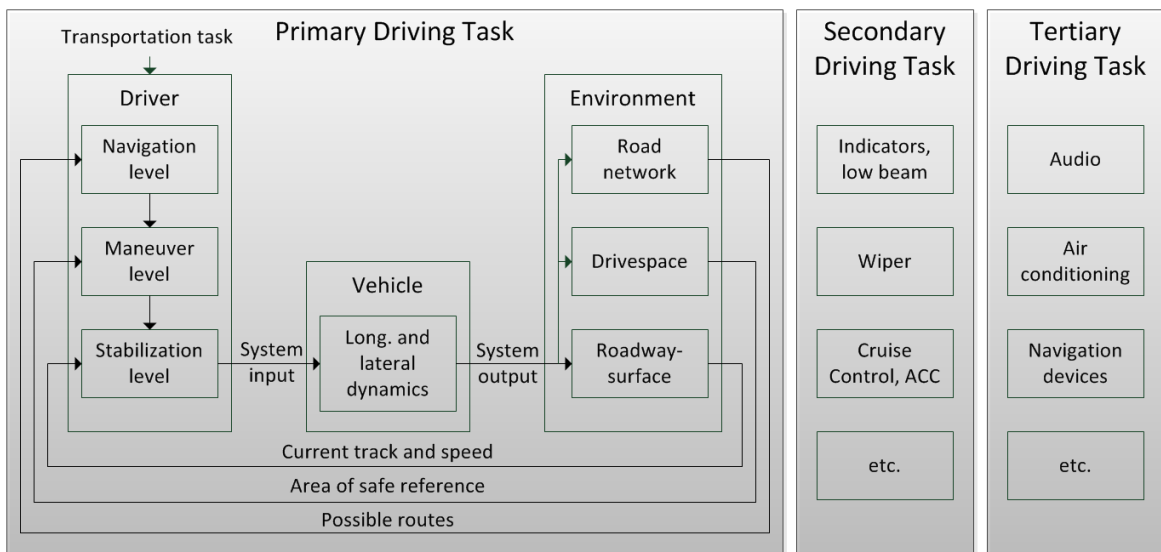 Primary Driving Task
Transportation task
Driver
Navigation
level
Maneuver
level
Stabilization
level
System
input
Vehicle
Long. and
lateral
dynamics
System
output
Environment
Road
network
Drivespace
Roadway-
surface
Current track and speed
Area of safe reference
Possible routes
Secondary
Driving Task
Indicators,
low beam
Wiper
Cruise
Control, ACC
etc.
Tertiary
Driving Task
Audio
Air
conditioning
Navigation
devices
etc.